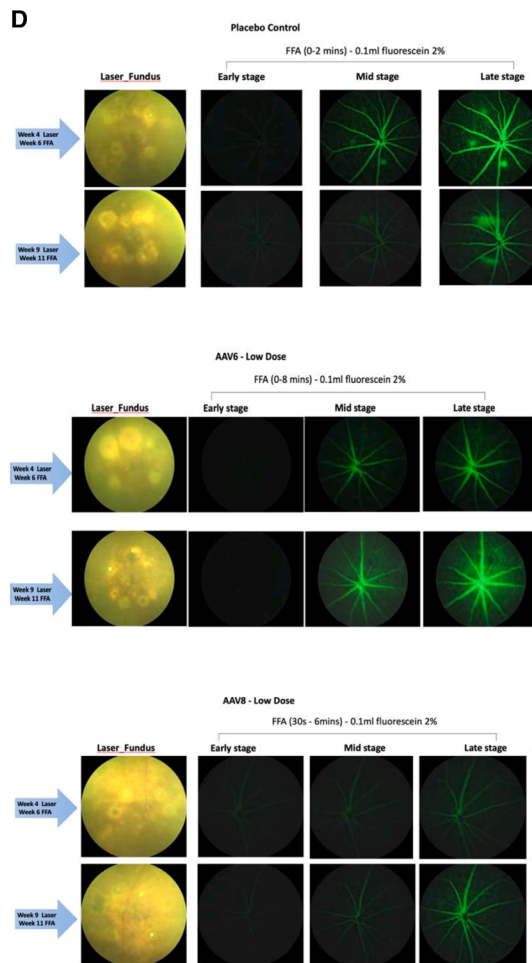 D
Placebo Control
FFA (0-2 mins) - 0.1ml fluorescein 2%
Laser_Fundus Early stage Mid stage Late stage
Week 4 Laser
Week 6 FFA
Week 9 Laser
Week 11 FFA
AAV6 - Low Dose
FFA (0-8 mins) - 0.1ml fluorescein 2%
Laser_Fundus Early stage Mid stage Late stage
Week 4 Laser
Week 6 FFA
Week 9 Laser
Week 11 FFA
AAV8 - Low Dose
FFA (30s - 6mins) - 0.1ml fluorescein 2%
Laser_Fundus Early stage Mid stage Late stage
Week 4 Laser
Week 6 FFA
Week 9 Laser
Week 11 FFA